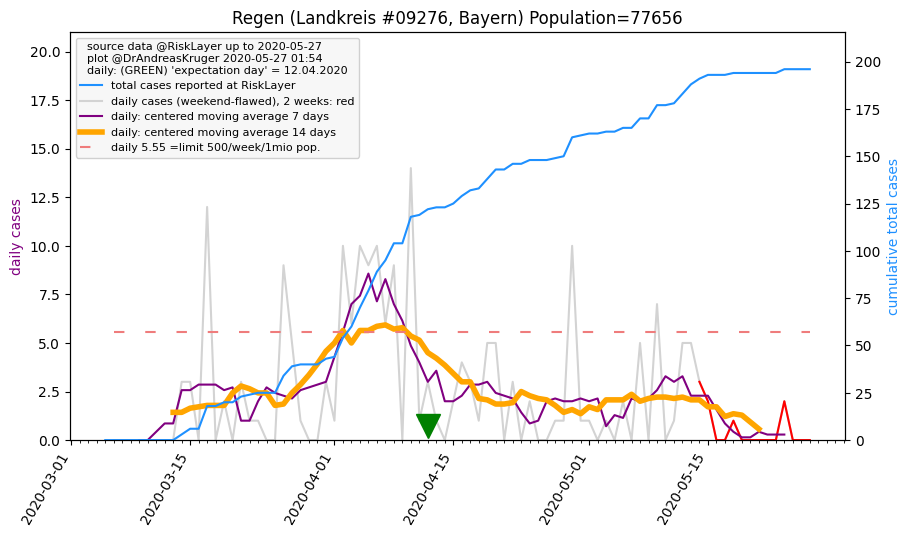 Regen (Landkreis #09276, Bayern) Population=77656
source data @RiskLayer up to 2020-05-27
plot @DrAndreasKruger 2020-05-27 01:54
daily: (GREEN) 'expectation day' = 12.04.2020
total cases reported at RiskLayer
daily cases (weekend-flawed), 2 weeks: red
daily: centered moving average 7 days
daily: centered moving average 14 days
daily 5.55 =limit 500/week/1mio pop.
daily cases
20.0
17.5
15.0
12.5
10.0
7.5
5.0
2.5
0.0
200
175
150
125
100
75
50
25
0
cumulative total cases
2020-03-01
2020-03-15
2020-04-01
2020-04-15
2020-05-01
2020-05-15